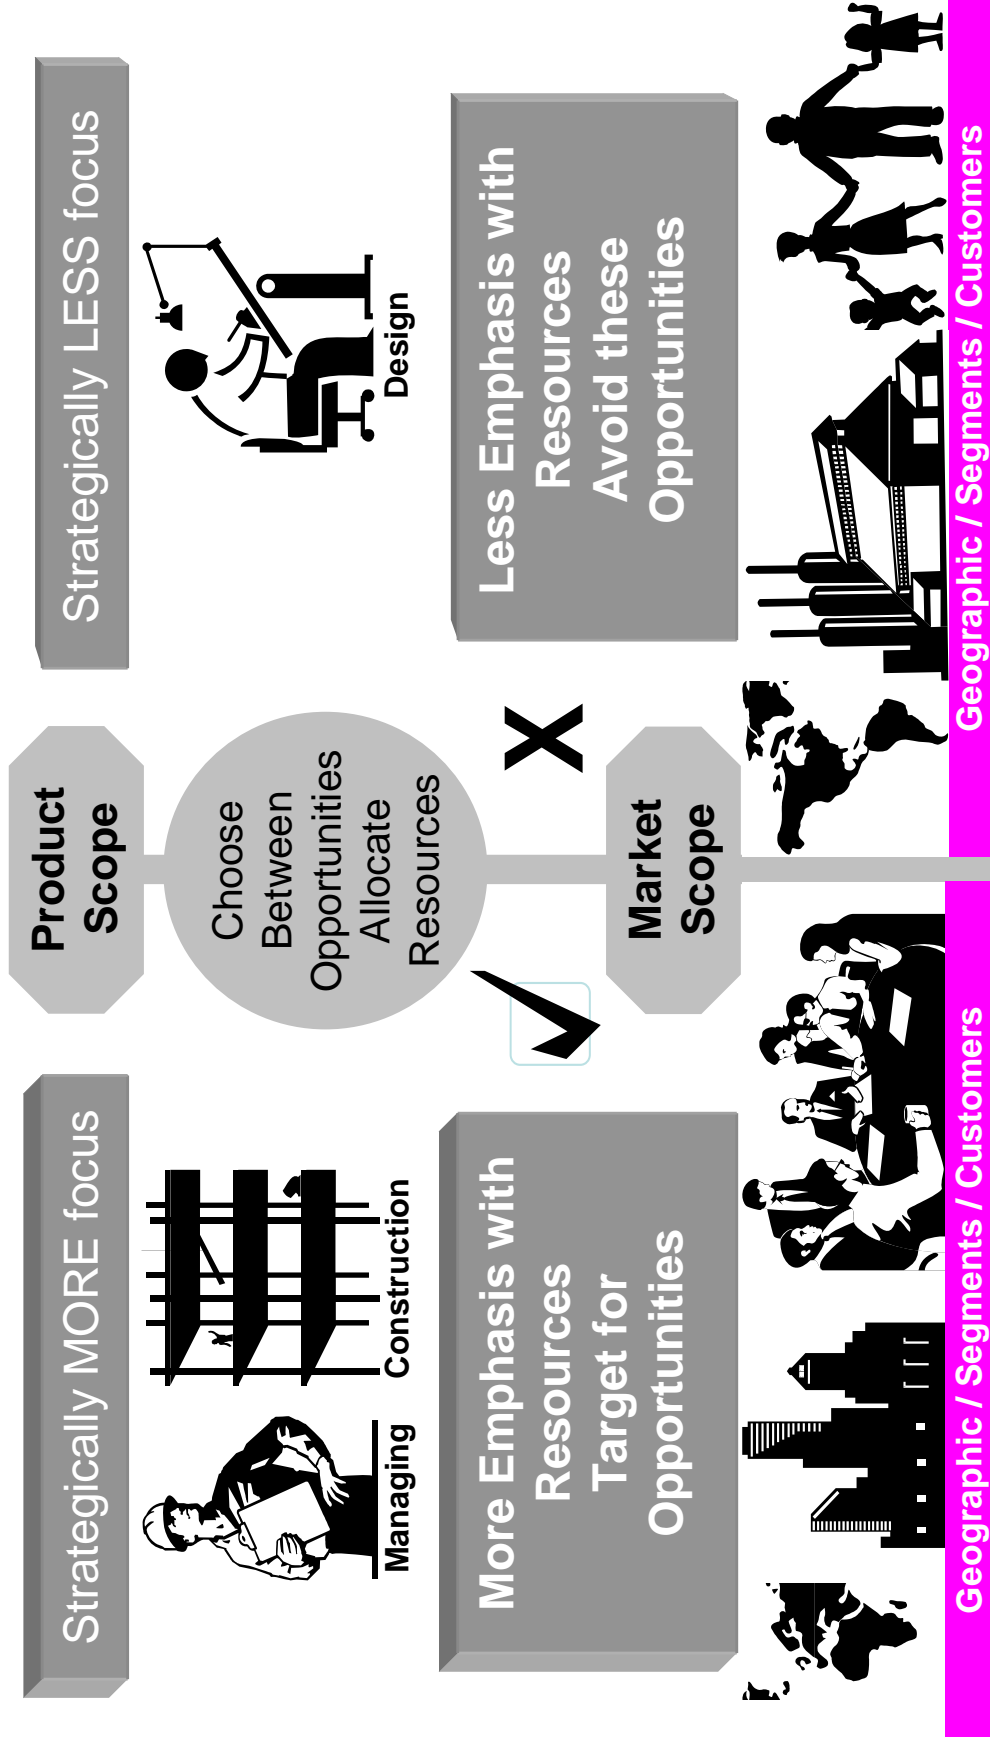 Strategically MORE focus
Product
Scope
Strategically LESS focus
Managing
Construction
Choose
Between
Opportunities
Allocate
Resources
Design
More Emphasis with
Resources
Target for
Opportunities
Less Emphasis with
Resources
Avoid these
Opportunities
X
Market
Scope
Geographic / Segments / Customers
Geographic / Segments / Customers